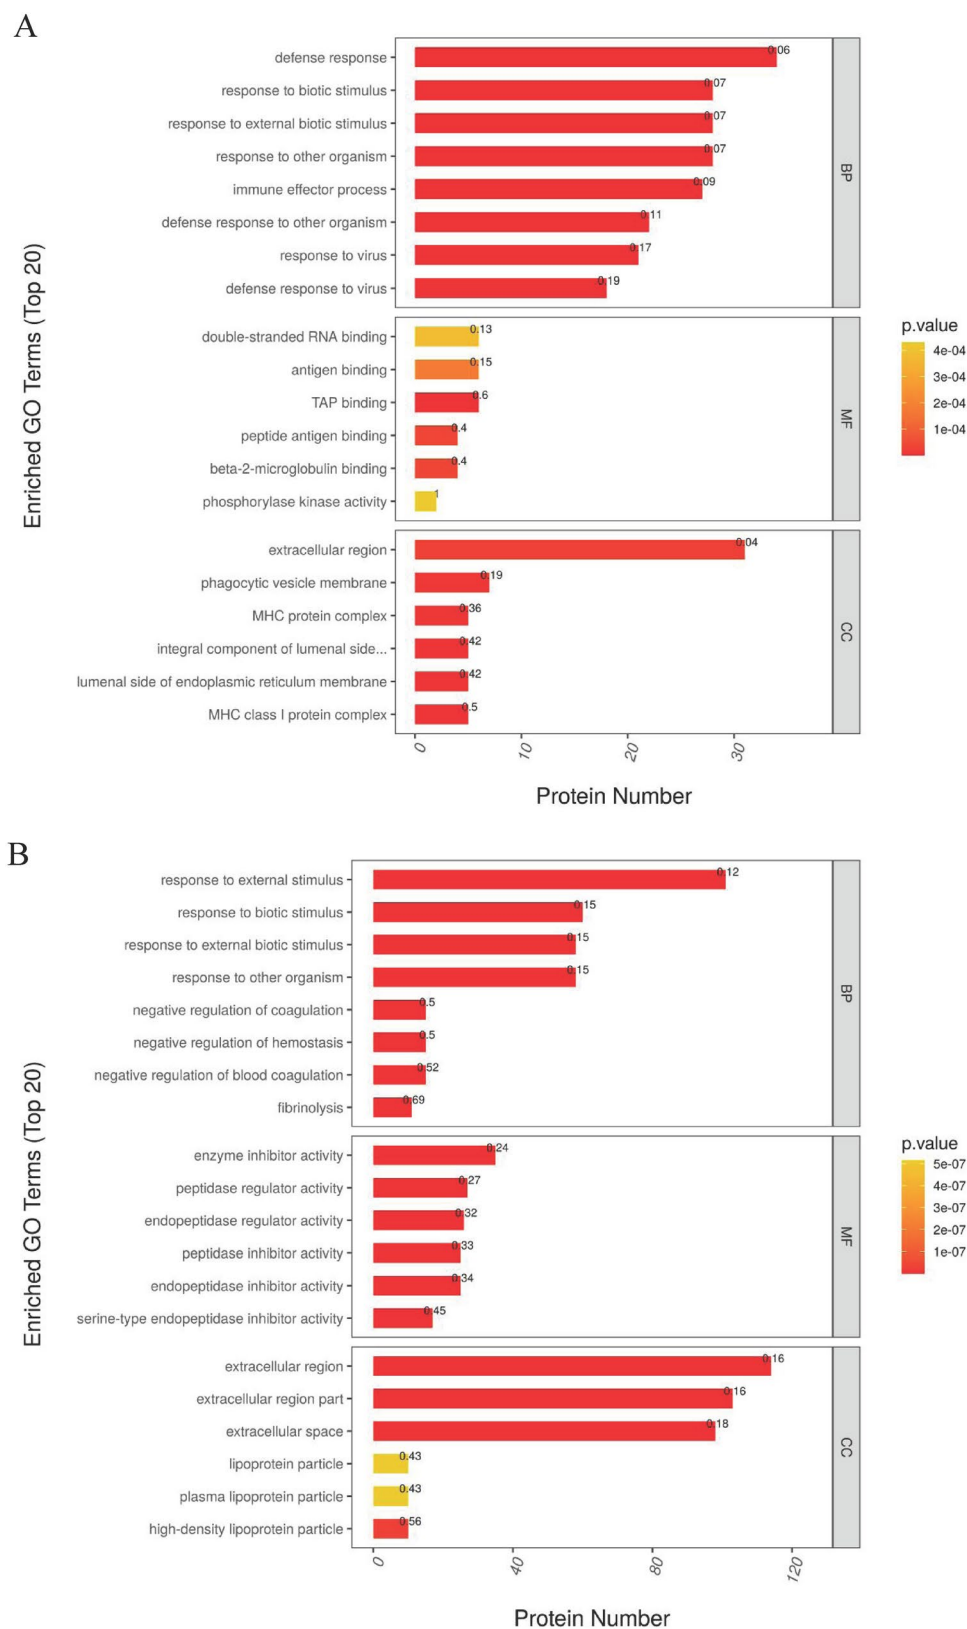 A
Enriched GO Terms (Top 20)
defense response 0.06
response to biotic stimulus 0.07
response to external biotic stimulus 0.07
response to other organism 0.07
immune effector process 0.09
defense response to other organism 0.11
response to virus 0.17
defense response to virus 0.19
BP
double-stranded RNA binding 0.13
antigen binding 0.15
TAP binding 0.6
peptide antigen binding 0.4
beta-2-microglobulin binding 0.4
phosphorylase kinase activity 1
MF
extracellular region 0.04
phagocytic vesicle membrane 0.19
MHC protein complex 0.36
integral component of lumenal side... 0.42
lumenal side of endoplasmic reticulum membrane 0.42
MHC class I protein complex 0.5
CC
0 10 20 30
Protein Number
p.value
4e-04
3e-04
2e-04
1e-04
B
Enriched GO Terms (Top 20)
response to external stimulus 0.12
response to biotic stimulus 0.15
response to external biotic stimulus 0.15
response to other organism 0.15
negative regulation of coagulation 0.5
negative regulation of hemostasis 0.5
negative regulation of blood coagulation 0.52
fibrinolysis 0.69
BP
enzyme inhibitor activity 0.24
peptidase regulator activity 0.27
endopeptidase regulator activity 0.32
peptidase inhibitor activity 0.33
endopeptidase inhibitor activity 0.34
serine-type endopeptidase inhibitor activity 0.45
MF
extracellular region 0.16
extracellular region part 0.16
extracellular space 0.18
lipoprotein particle 0.43
plasma lipoprotein particle 0.43
high-density lipoprotein particle 0.56
CC
0 40 80 120
Protein Number
p.value
5e-07
4e-07
3e-07
2e-07
1e-07